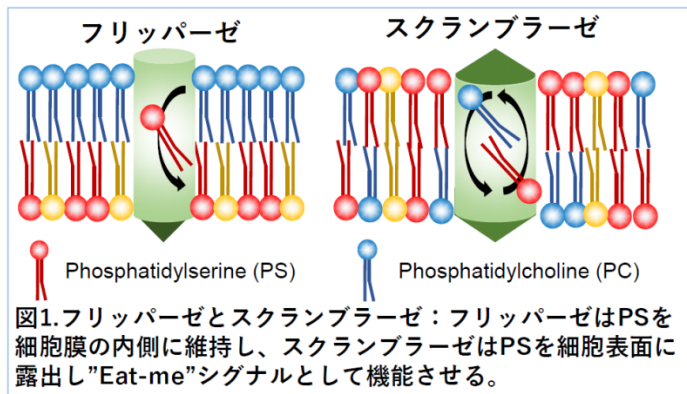 フリッパーゼ
スクランブラーゼ
Phosphatidylserine (PS)
Phosphatidylcholine (PC)
図1.フリッパーゼとスクランブラーゼ：フリッパーゼはPSを
細胞膜の内側に維持し、スクランブラーゼはPSを細胞表面に
露出し”Eat-me”シグナルとして機能させる。